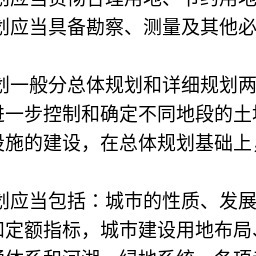 划应当贯彻合理用地、节约用地
划应当具备勘察、测量及其他必
划一般分总体规划和详细规划两
进一步控制和确定不同地段的土地
设施的建设，在总体规划基础上，
划应当包括：城市的性质、发展
和定额指标，城市建设用地布局、